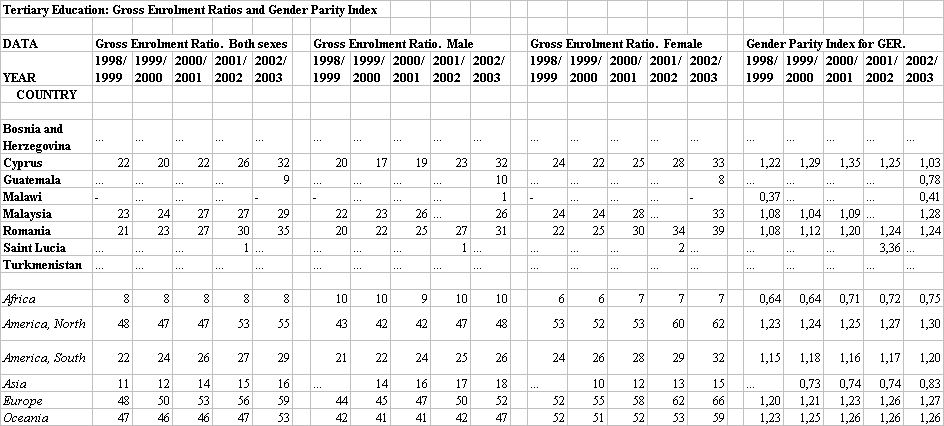 Tertiary Education: Gross Enrolment Ratios and Gender Parity Index
DATA Gross Enrolment Ratio. Both sexes Gross Enrolment Ratio. Male Gross Enrolment Ratio. Female Gender Parity Index for GER.
1998/ 1999/ 2000/ 2001/ 2002/ 1998/ 1999/ 2000/ 2001/ 2002/ 1998/ 1999/ 2000/ 2001/ 2002/ 1998/ 1999/ 2000/ 2001/ 2002/
YEAR 1999 2000 2001 2002 2003 1999 2000 2001 2002 2003 1999 2000 2001 2002 2003 1999 2000 2001 2002 2003
COUNTRY
Bosnia and
Herzegovina ... ... ... ... ... ... ... ... ... ... ... ... ... ... ... ... ... ... ... ...
Cyprus 22 20 22 26 32 20 17 19 23 32 24 22 25 28 33 1,22 1,29 1,35 1,25 1,03
Guatemala ... ... ... ... 9 ... ... ... ... 10 ... ... ... ... 8 ... ... ... ... 0,78
Malawi - ... ... ... - - ... ... ... 1 - ... ... ... - 0,37 ... ... ... 0,41
Malaysia 23 24 27 27 29 22 23 26 ... 26 24 24 28 ... 33 1,08 1,04 1,09 ... 1,28
Romania 21 23 27 30 35 20 22 25 27 31 22 25 30 34 39 1,08 1,12 1,20 1,24 1,24
Saint Lucia ... ... ... 1 ... ... ... ... 1 ... ... ... ... 2 ... ... ... ... 3,36 ...
Turkmenistan ... ... ... ... ... ... ... ... ... ... ... ... ... ... ... ... ... ... ... ...
Africa 8 8 8 8 8 10 10 9 10 10 6 6 7 7 7 0,64 0,64 0,71 0,72 0,75
America, North 48 47 47 53 55 43 42 42 47 48 53 52 53 60 62 1,23 1,24 1,25 1,27 1,30
America, South 22 24 26 27 29 21 22 24 25 26 24 26 28 29 32 1,15 1,18 1,16 1,17 1,20
Asia 11 12 14 15 16 ... 14 16 17 18 ... 10 12 13 15 ... 0,73 0,74 0,74 0,83
Europe 48 50 53 56 59 44 45 47 50 52 52 55 58 62 66 1,20 1,21 1,23 1,26 1,27
Oceania 47 46 46 47 53 42 41 41 42 47 52 51 52 53 59 1,23 1,25 1,26 1,26 1,26